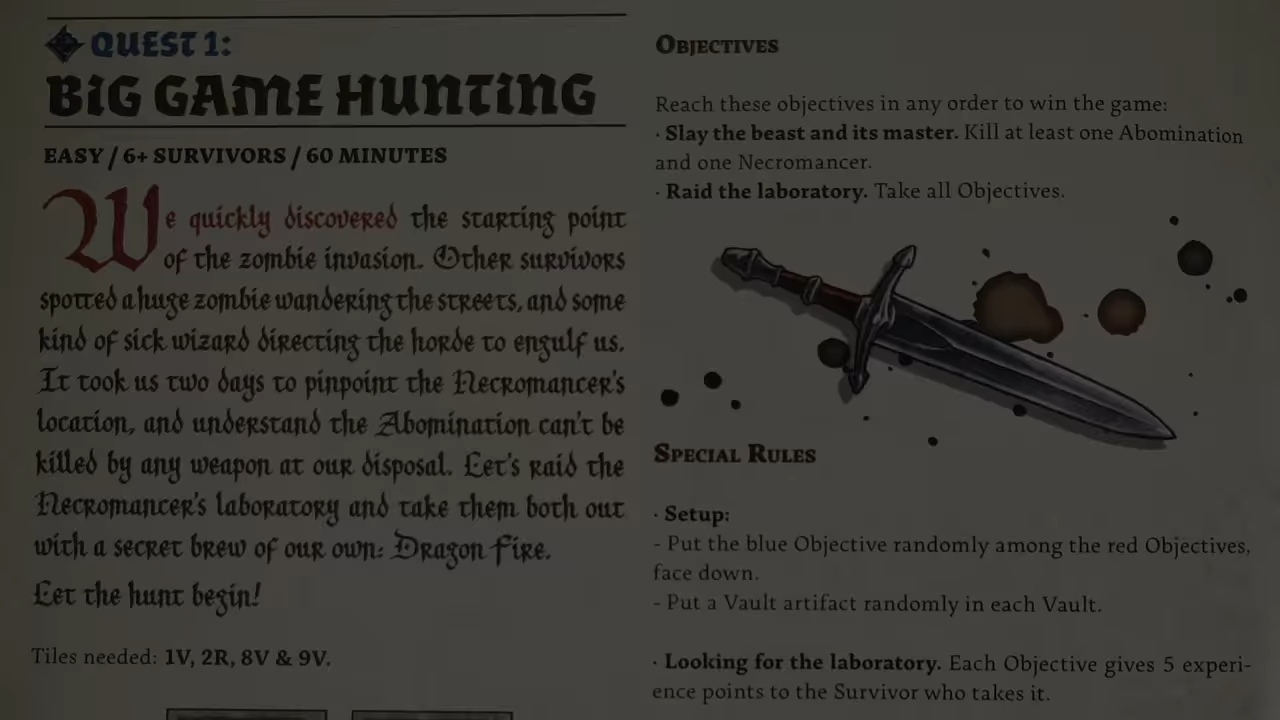 QUEST 1:
BIG GAME HUNTING
EASY / 6+ SURVIVORS / 60 MINUTES
We quickly discovered the starting point
of the zombie invasion. Other survivors
spotted a huge zombie wandering the streets, and some
kind of sick wizard directing the horde to engulf us.
It took us two days to pinpoint the Necromancer's
location, and understand the Abomination can't be
killed by any weapon at our disposal. Let's raid the
Necromancer's laboratory and take them both out
with a secret brew of our own: Dragon Fire.
Let the hunt begin!
Tiles needed: 1V, 2R, 8V & 9V.
OBJECTIVES
Reach these objectives in any order to win the game:
· Slay the beast and its master. Kill at least one Abomination
and one Necromancer.
· Raid the laboratory. Take all Objectives.
SPECIAL RULES
· Setup:
- Put the blue Objective randomly among the red Objectives,
face down.
- Put a Vault artifact randomly in each Vault.
· Looking for the laboratory. Each Objective gives 5 experi-
ence points to the Survivor who takes it.